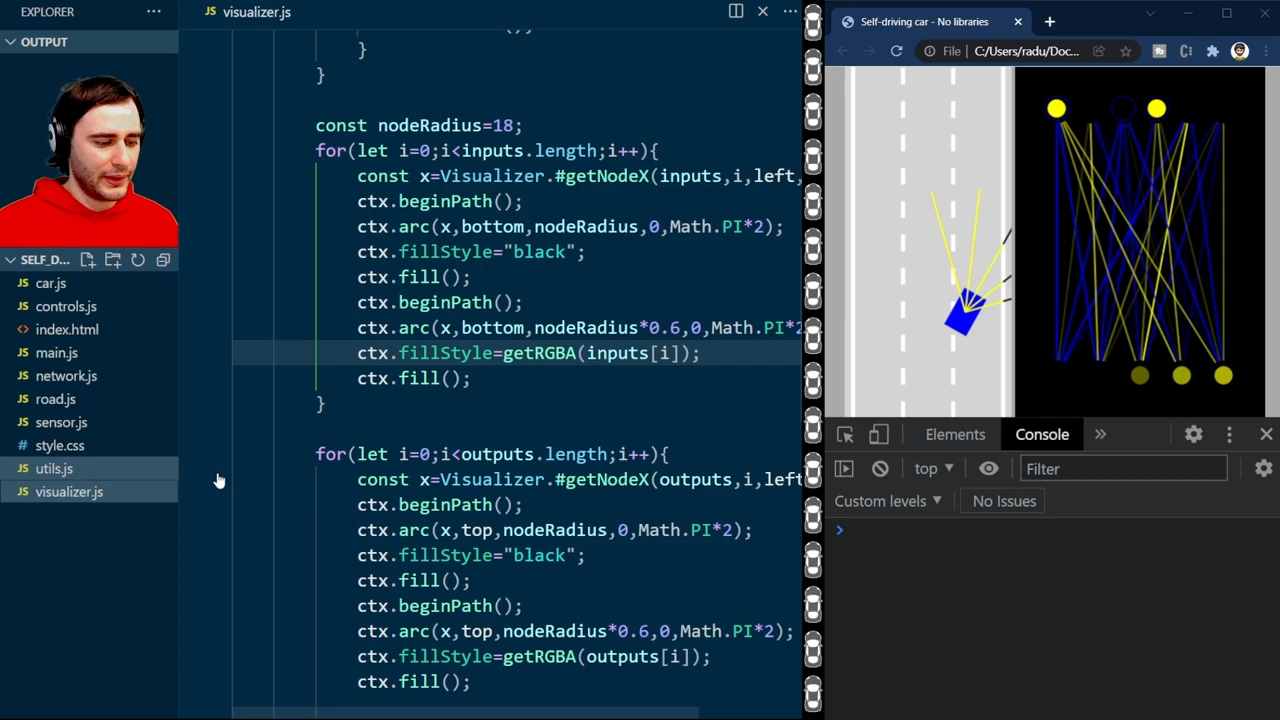 EXPLORER
OUTPUT
SELF_D...
car.js
controls.js
index.html
main.js
network.js
road.js
sensor.js
style.css
utils.js
visualizer.js
visualizer.js
}
}
const nodeRadius=18;
for(let i=0;i<inputs.length;i++){
const x=Visualizer.#getNodeX(inputs,i,left,
ctx.beginPath();
ctx.arc(x,bottom,nodeRadius,0,Math.PI*2);
ctx.fillStyle="black";
ctx.fill();
ctx.beginPath();
ctx.arc(x,bottom,nodeRadius*0.6,0,Math.PI*2
ctx.fillStyle=getRGBA(inputs[i]);
ctx.fill();
}
for(let i=0;i<outputs.length;i++){
const x=Visualizer.#getNodeX(outputs,i,left
ctx.beginPath();
ctx.arc(x,top,nodeRadius,0,Math.PI*2);
ctx.fillStyle="black";
ctx.fill();
ctx.beginPath();
ctx.arc(x,top,nodeRadius*0.6,0,Math.PI*2);
ctx.fillStyle=getRGBA(outputs[i]);
ctx.fill();
Self-driving car - No libraries
File
C:/Users/radu/Doc...
Elements
Console
top
Filter
Custom levels
No Issues